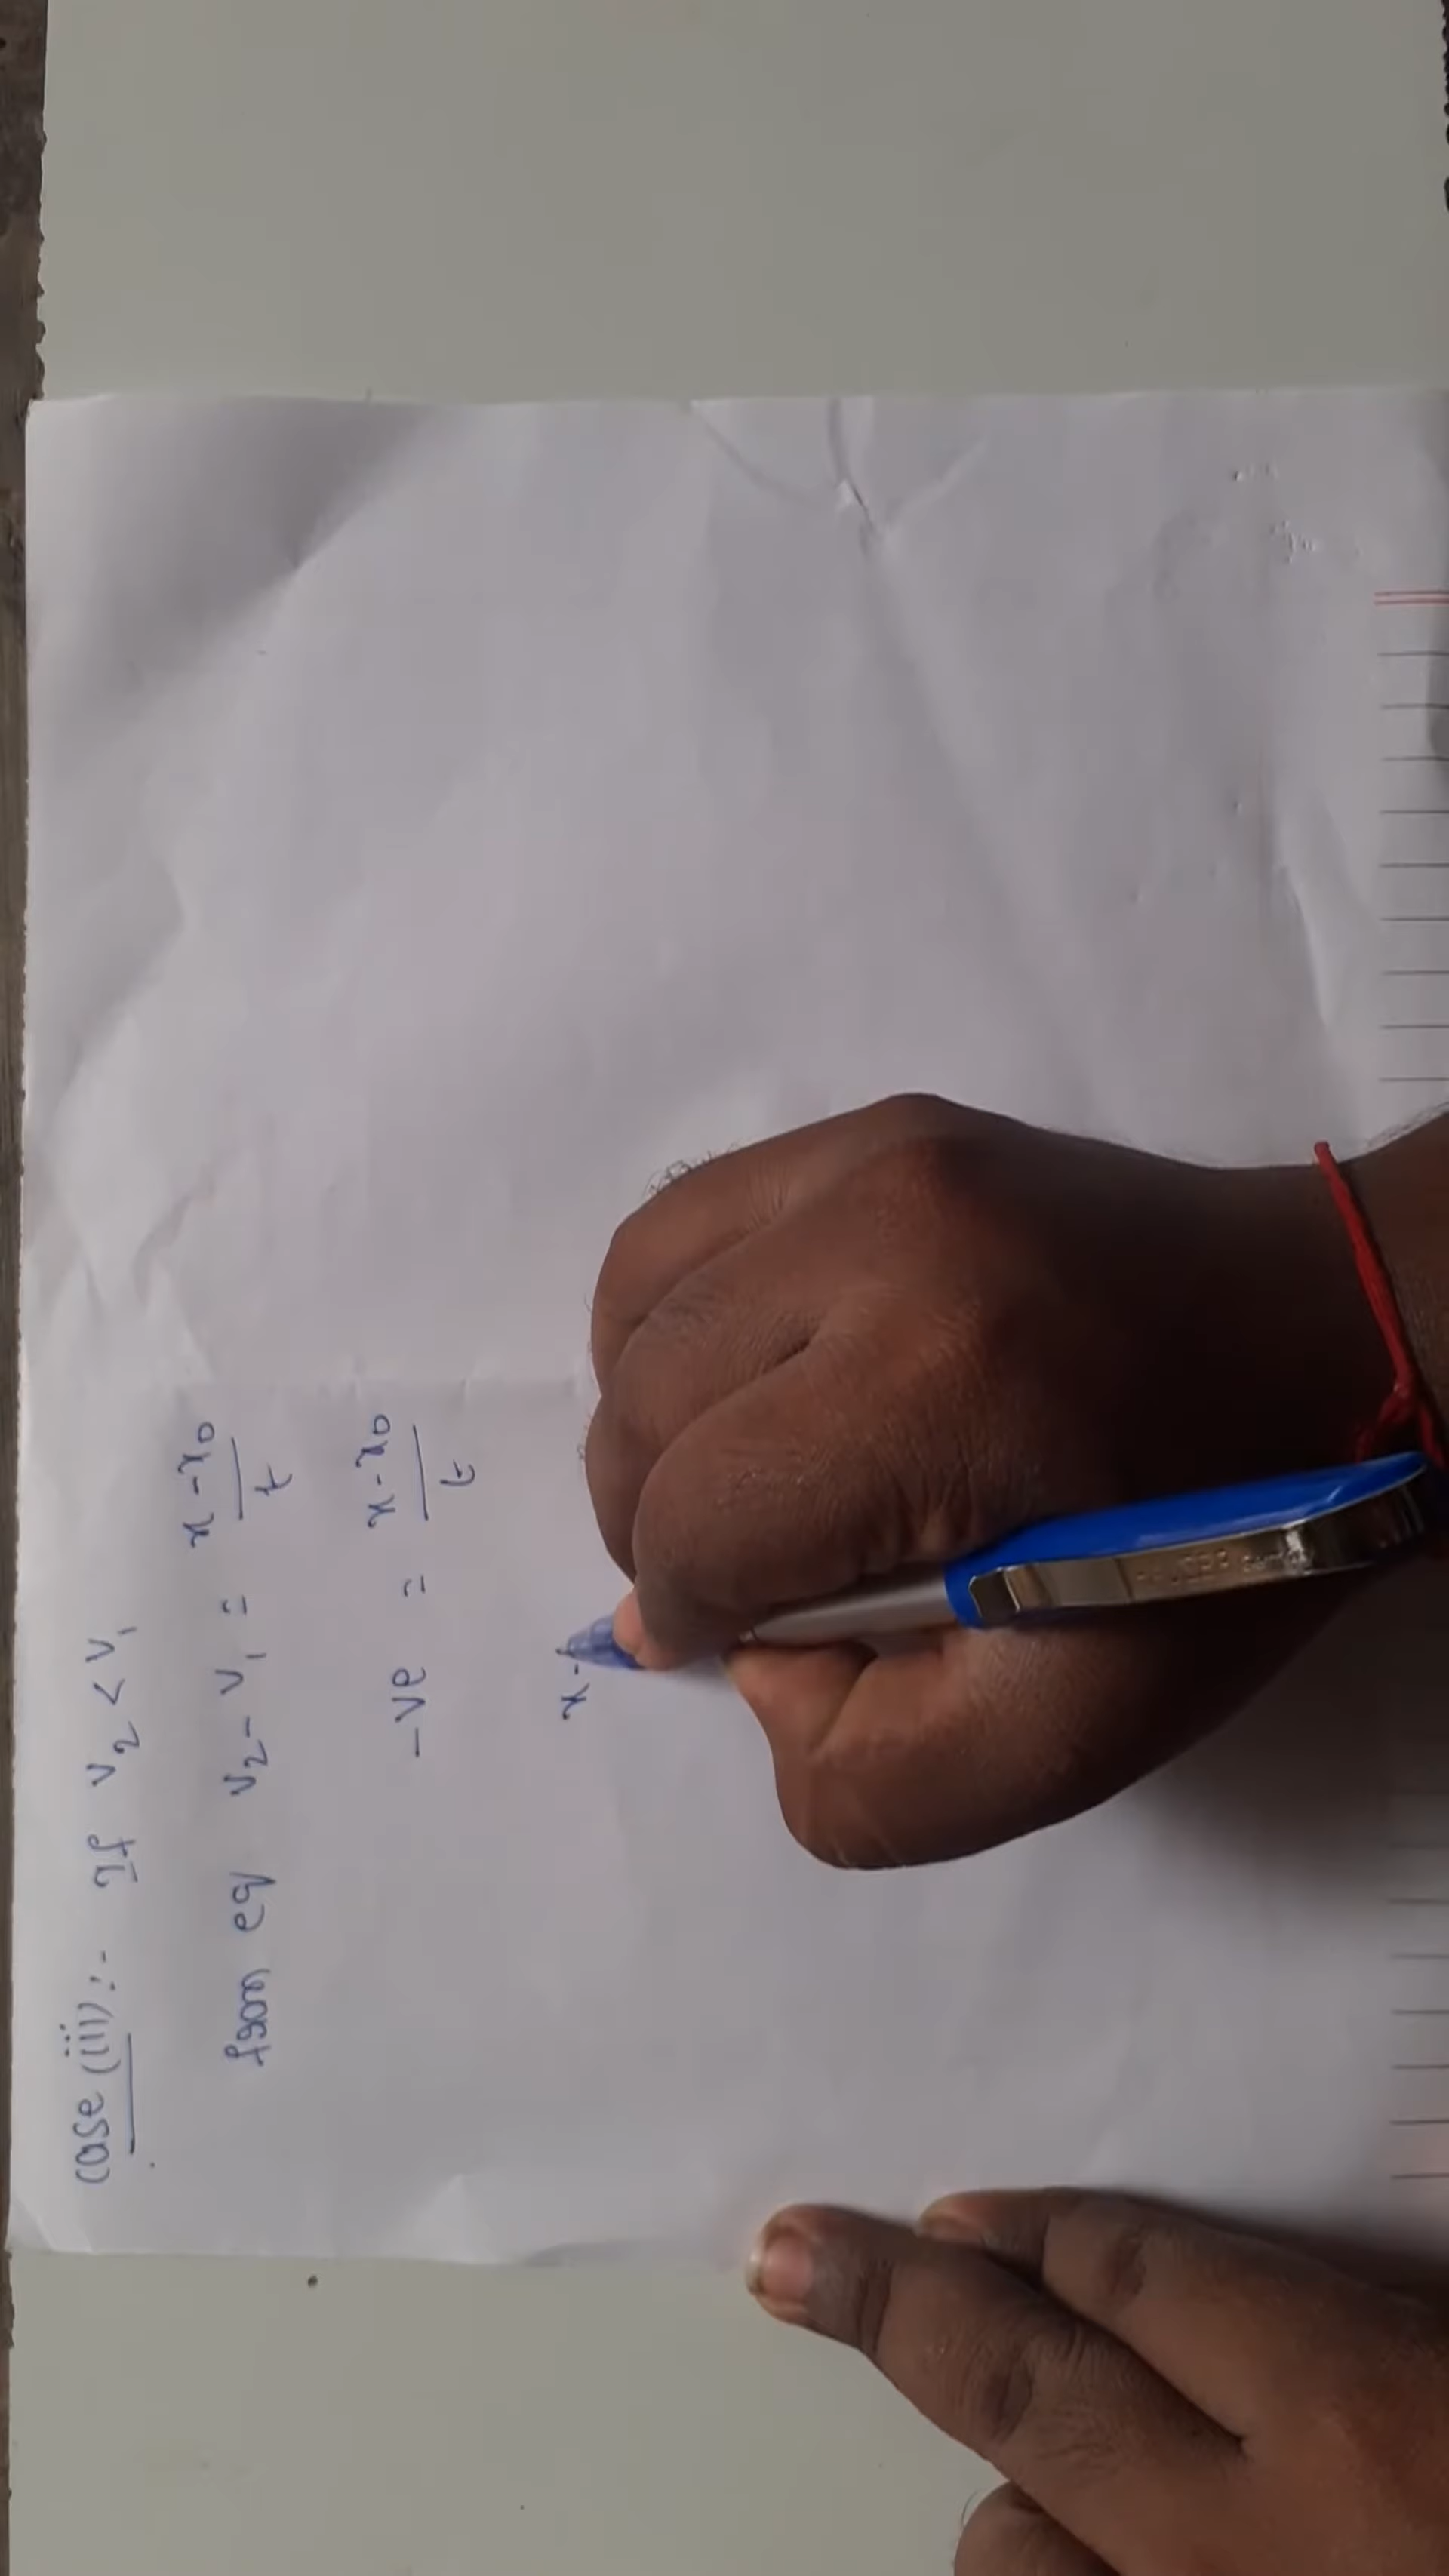 case (iii):- If v₂ < v₁
from eq v₂ - v₁ = x - x₀ / t
-ve = x - x₀ / t
x -